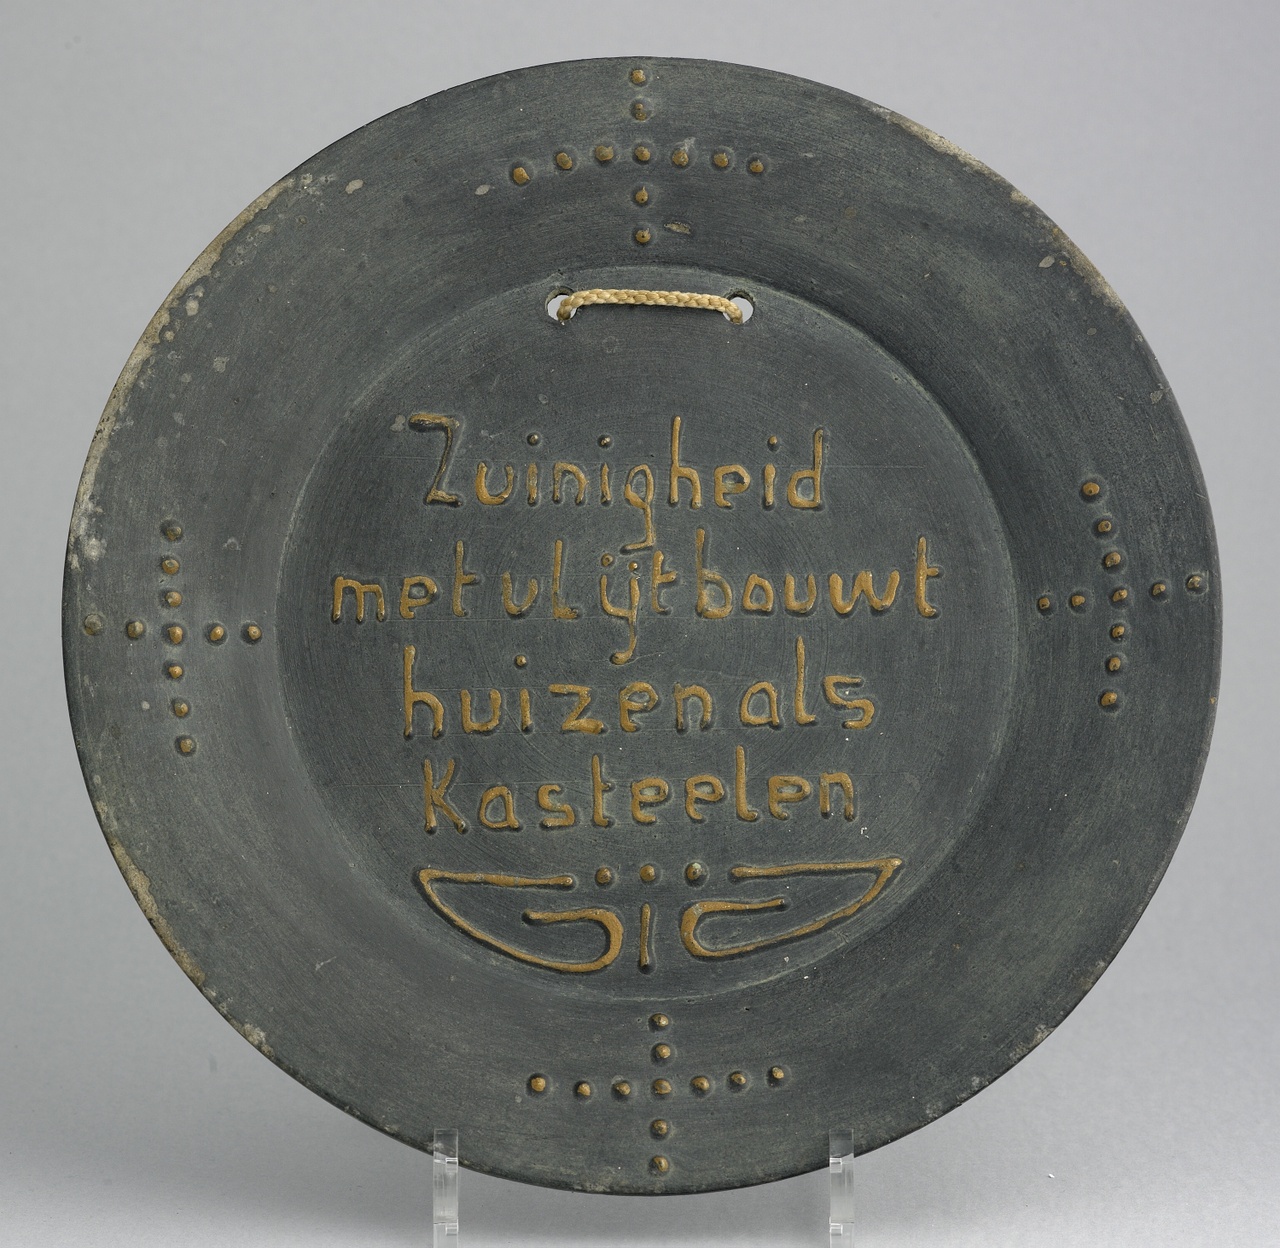 Zuinigheid
met vlijt bouwt
huizen als
Kasteelen